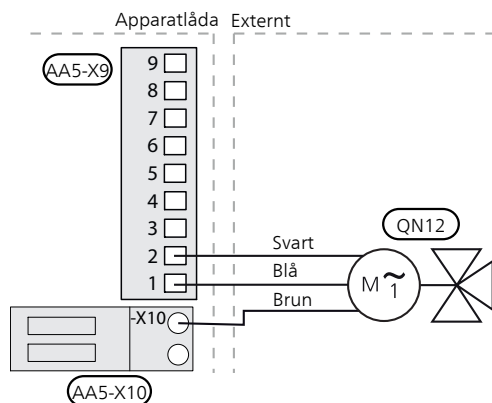 Apparatlåda Externt
AA5-X9
9
8
7
6
5
4
3
2
1
Svart
Blå
Brun
QN12
M ~ 1
-X10
AA5-X10